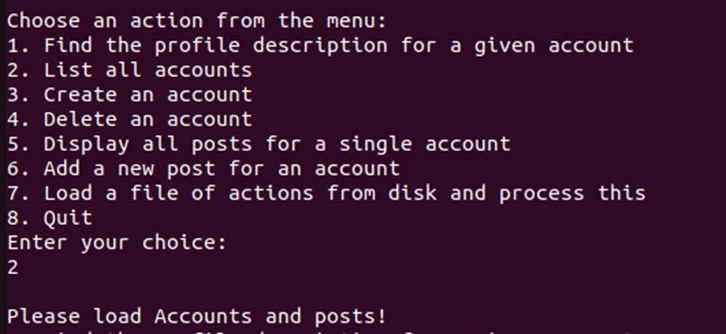 Choose an action from the menu:
1. Find the profile description for a given account
2. List all accounts
3. Create an account
4. Delete an account
5. Display all posts for a single account
6. Add a new post for an account
7. Load a file of actions from disk and process this
8. Quit
Enter your choice:
2
Please load Accounts and posts!